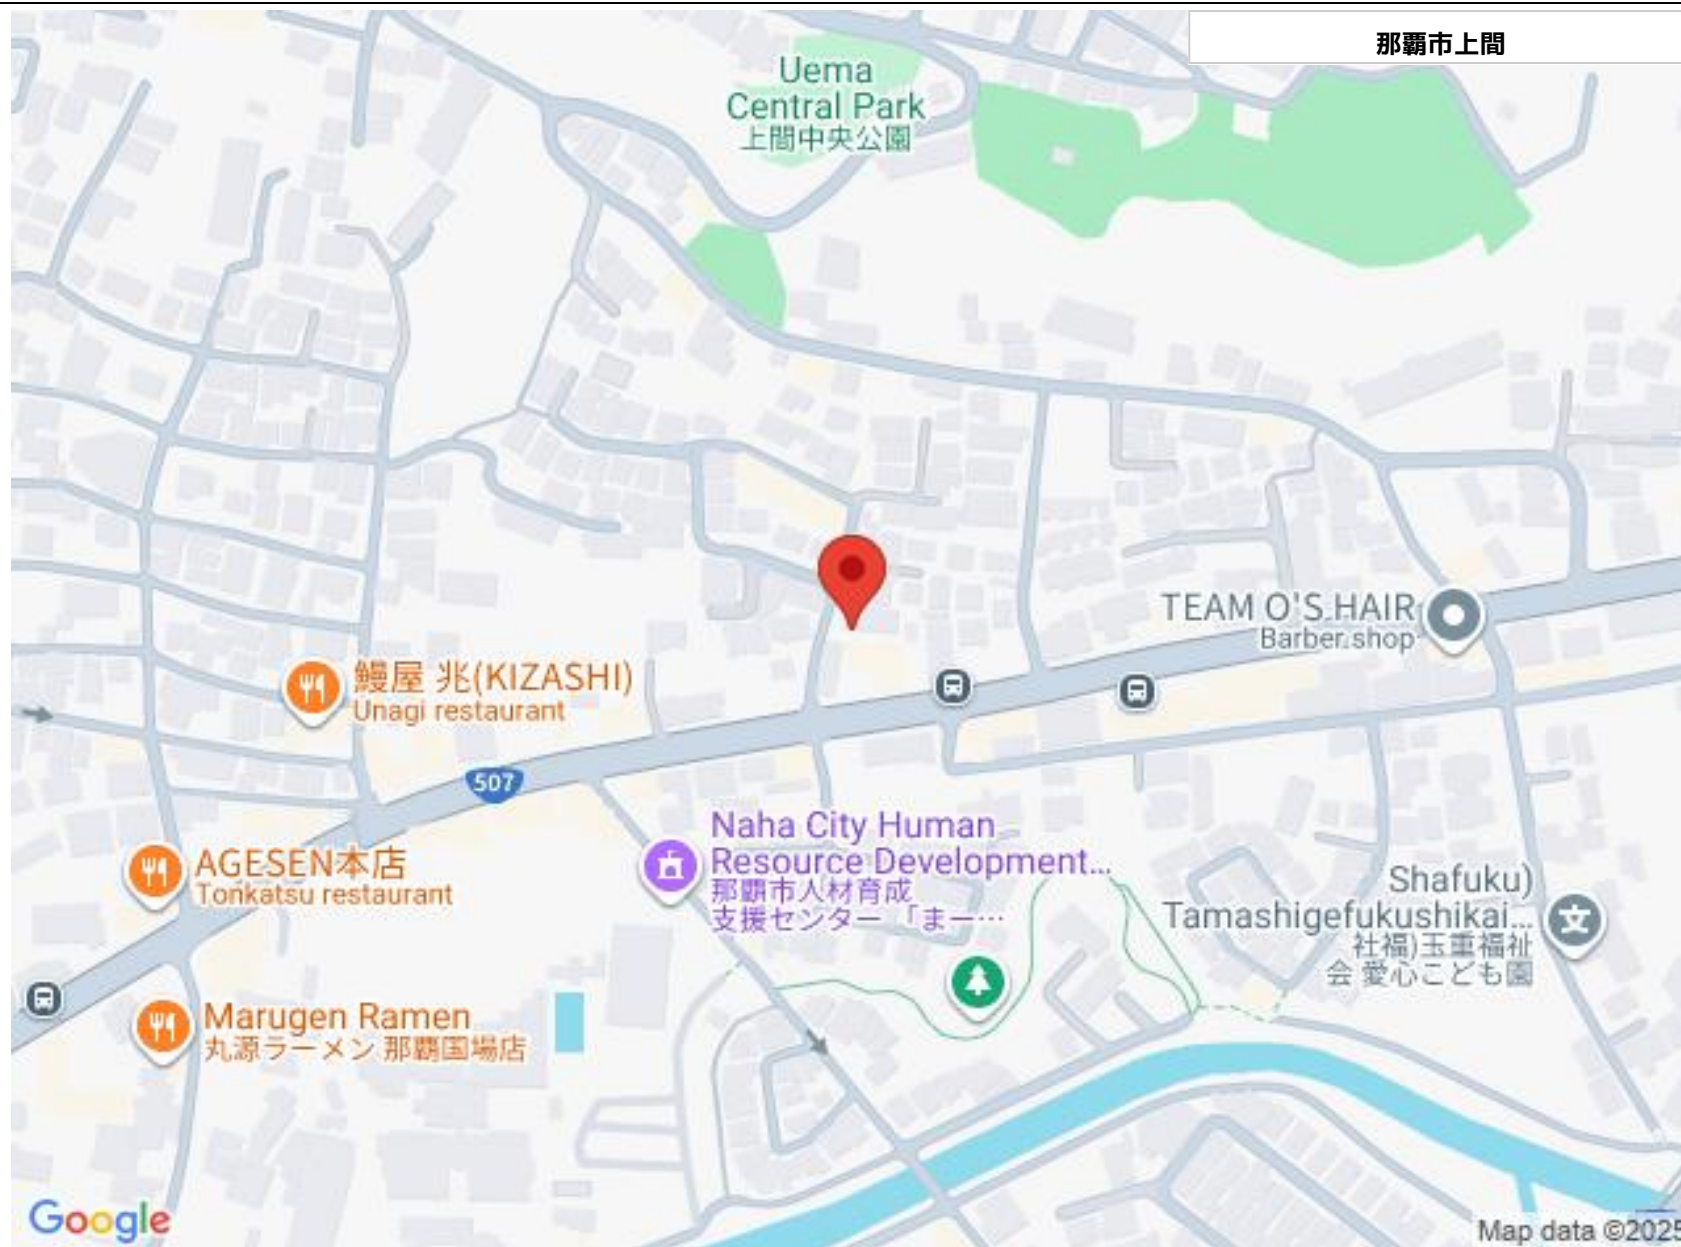 那覇市上間
Uema
Central Park
上間中央公園
TEAM O'S HAIR
Barber shop
鰻屋 兆(KIZASHI)
Unagi restaurant
507
Naha City Human
Resource Development...
那覇市人材育成
支援センター 「まー…
AGESEN本店
Tonkatsu restaurant
Shafuku)
Tamashigefukushikai...
社福)玉重福祉
会 愛心こども園
文
Marugen Ramen
丸源ラーメン 那覇国場店
Google
Map data ©2025